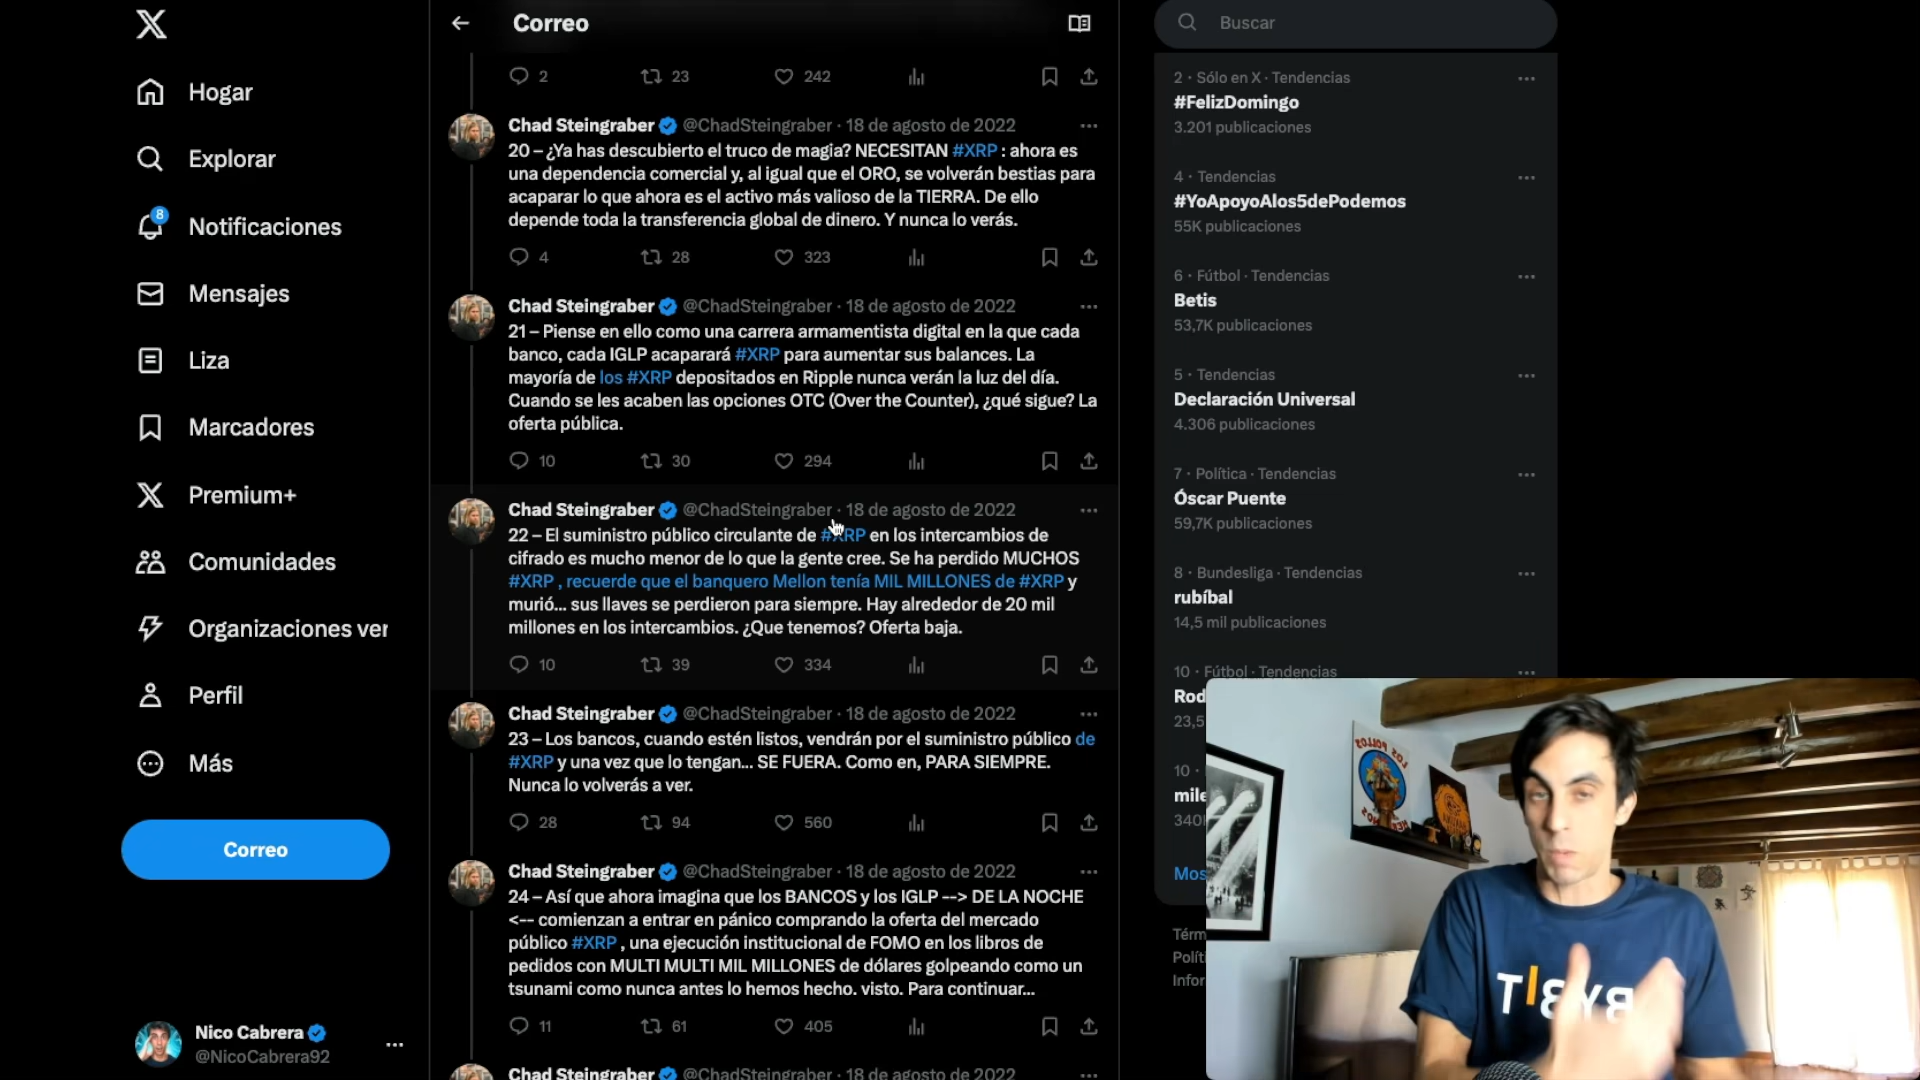 Hogar
Explorar
8
Notificaciones
Mensajes
Liza
Marcadores
Premium+
Comunidades
Organizaciones ver
Perfil
Más
Correo
Nico Cabrera
@NicoCabrera92
Correo
2 23 242
Chad Steingraber @ChadSteingraber · 18 de agosto de 2022
20 – ¿Ya has descubierto el truco de magia? NECESITAN #XRP : ahora es
una dependencia comercial y, al igual que el ORO, se volverán bestias para
acaparar lo que ahora es el activo más valioso de la TIERRA. De ello
depende toda la transferencia global de dinero. Y nunca lo verás.
4 28 323
Chad Steingraber @ChadSteingraber · 18 de agosto de 2022
21 – Piense en ello como una carrera armamentista digital en la que cada
banco, cada IGLP acaparará #XRP para aumentar sus balances. La
mayoría de los #XRP depositados en Ripple nunca verán la luz del día.
Cuando se les acaben las opciones OTC (Over the Counter), ¿qué sigue? La
oferta pública.
10 30 294
Chad Steingraber @ChadSteingraber · 18 de agosto de 2022
22 – El suministro público circulante de #XRP en los intercambios de
cifrado es mucho menor de lo que la gente cree. Se ha perdido MUCHOS
#XRP , recuerde que el banquero Mellon tenía MIL MILLONES de #XRP y
murió... sus llaves se perdieron para siempre. Hay alrededor de 20 mil
millones en los intercambios. ¿Que tenemos? Oferta baja.
10 39 334
Chad Steingraber @ChadSteingraber · 18 de agosto de 2022
23 – Los bancos, cuando estén listos, vendrán por el suministro público de
#XRP y una vez que lo tengan... SE FUERA. Como en, PARA SIEMPRE.
Nunca lo volverás a ver.
28 94 560
Chad Steingraber @ChadSteingraber · 18 de agosto de 2022
24 – Así que ahora imagina que los BANCOS y los IGLP --> DE LA NOCHE
<-- comienzan a entrar en pánico comprando la oferta del mercado
público #XRP , una ejecución institucional de FOMO en los libros de
pedidos con MULTI MULTI MIL MILLONES de dólares golpeando como un
tsunami como nunca antes lo hemos hecho. visto. Para continuar...
11 61 405
Chad Steingraber @ChadSteingraber · 18 de agosto de 2022
Buscar
2 · Sólo en X · Tendencias
#FelizDomingo
3.201 publicaciones
4 · Tendencias
#YoApoyoAlos5dePodemos
55K publicaciones
6 · Fútbol · Tendencias
Betis
53,7K publicaciones
5 · Tendencias
Declaración Universal
4.306 publicaciones
7 · Política · Tendencias
Óscar Puente
59,7K publicaciones
8 · Bundesliga · Tendencias
rubíbal
14,5 mil publicaciones
10 · Fútbol · Tendencias
Rod
23,5
10 ·
mile
340
Mos
Térm
Políti
Infor
LOS POLLOS
HERMANOS